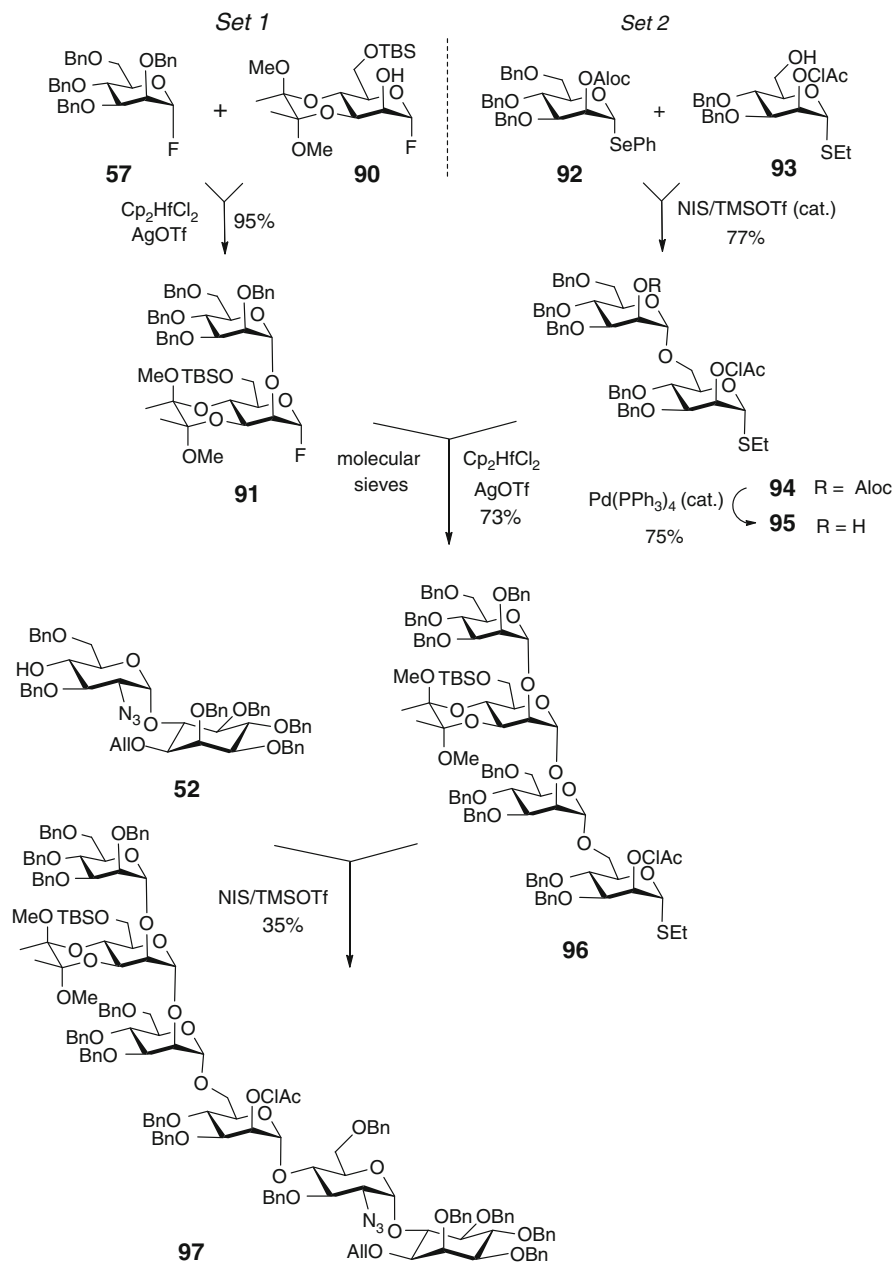 Set 1
Set 2
BnO OBn
BnO
BnO
F
57
+
OTBS
MeO OH
O
O
O
OMe
F
90
BnO OAloc
BnO O
BnO
SePh
92
+
OH
OClAc
BnO O
BnO
SEt
93
Cp2HfCl2
AgOTf
95%
NIS/TMSOTf (cat.)
77%
BnO OBn
BnO O
BnO
O
MeO TBSO
O O
O
OMe
F
91
BnO OR
BnO O
BnO
O
OClAc
BnO O
BnO
SEt
94 R = Aloc
95 R = H
Pd(PPh3)4 (cat.)
75%
molecular
sieves
Cp2HfCl2
AgOTf
73%
BnO
HO O
BnO
N3
O OBn OBn
AllO OBn
OBn
52
BnO OBn
BnO O
BnO
O
MeO TBSO
O O
O
OMe
O
BnO
BnO O
BnO
O
OClAc
BnO O
BnO
SEt
96
NIS/TMSOTf
35%
BnO OBn
BnO O
BnO
O
MeO TBSO
O O
O
OMe
O
BnO
BnO O
BnO
O
OClAc
BnO O
BnO
OBn
O O
BnO
N3
O OBn OBn
AllO OBn
OBn
97